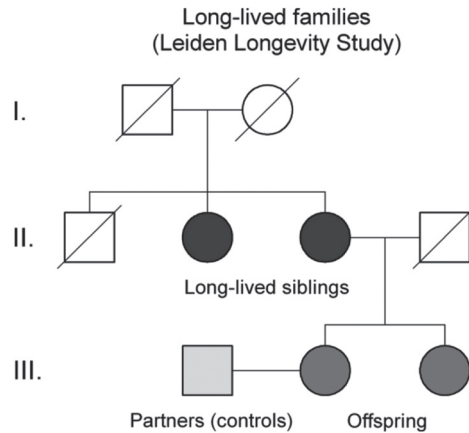 Long-lived families
(Leiden Longevity Study)
I.
II.
Long-lived siblings
III.
Partners (controls) Offspring